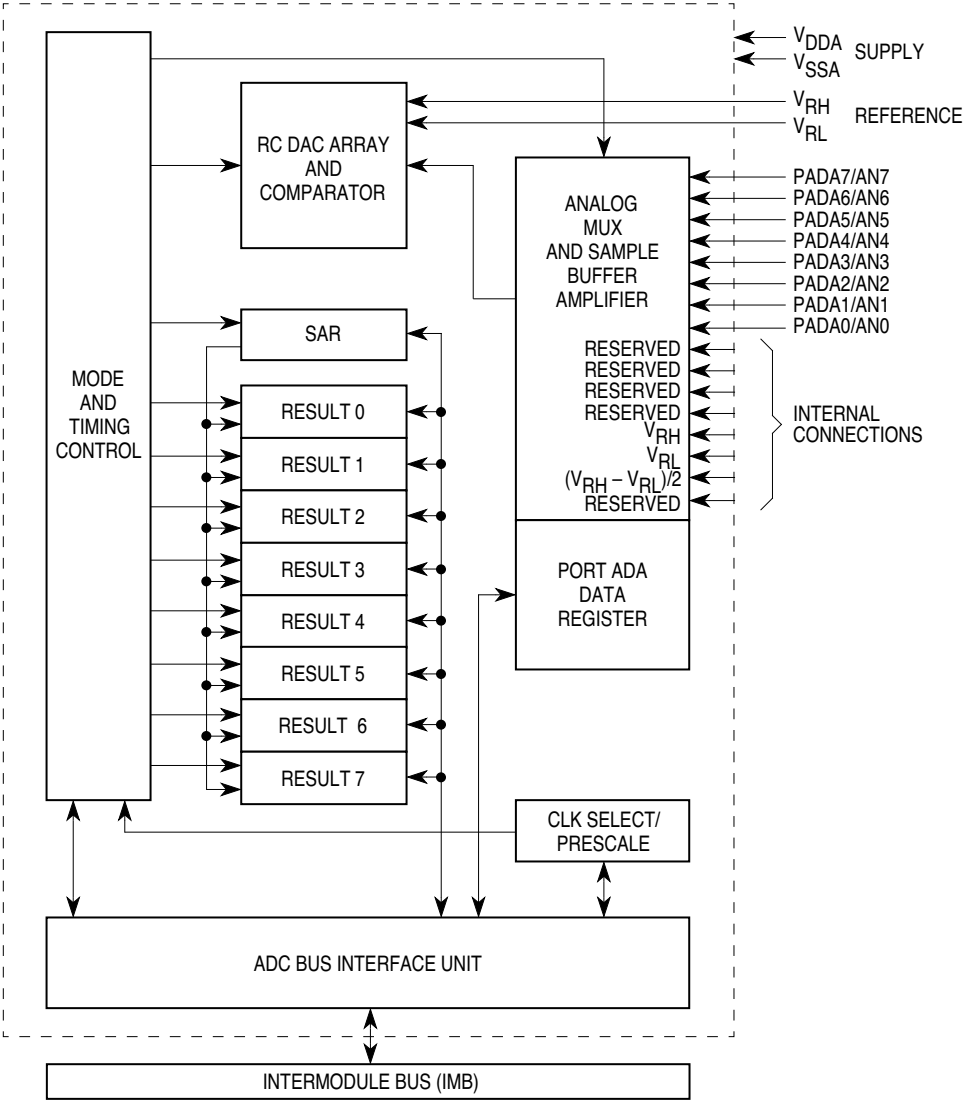 VDDA
VSSA
SUPPLY
VRH
VRL
REFERENCE
RC DAC ARRAY
AND
COMPARATOR
ANALOG
MUX
AND SAMPLE
BUFFER
AMPLIFIER
PADA7/AN7
PADA6/AN6
PADA5/AN5
PADA4/AN4
PADA3/AN3
PADA2/AN2
PADA1/AN1
PADA0/AN0
RESERVED
RESERVED
RESERVED
RESERVED
VRH
VRL
(VRH – VRL)/2
RESERVED
INTERNAL
CONNECTIONS
MODE
AND
TIMING
CONTROL
SAR
RESULT 0
RESULT 1
RESULT 2
RESULT 3
RESULT 4
RESULT 5
RESULT 6
RESULT 7
PORT ADA
DATA
REGISTER
CLK SELECT/
PRESCALE
ADC BUS INTERFACE UNIT
INTERMODULE BUS (IMB)